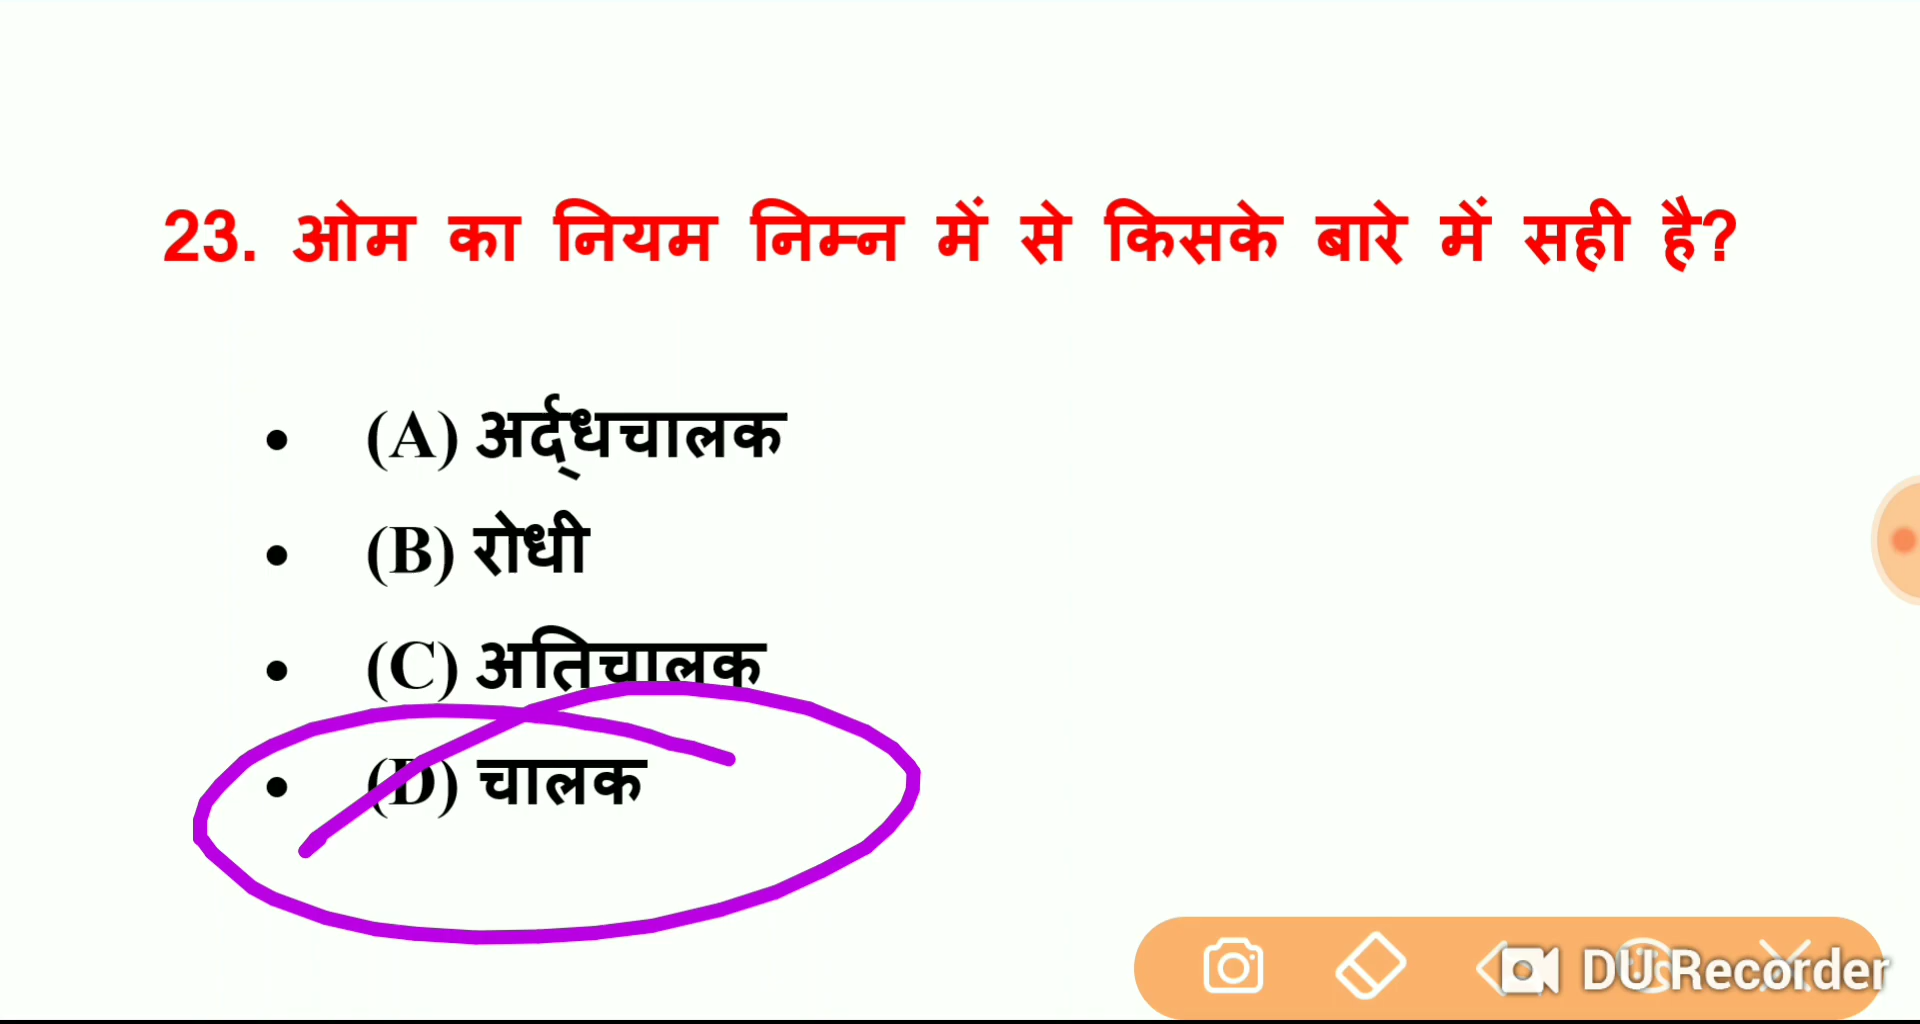 23. ओम का नियम निम्न में से किसके बारे में सही है?
• (A) अर्द्धचालक
• (B) रोधी
• (C) अतिचालक
• (D) चालक
DU Recorder